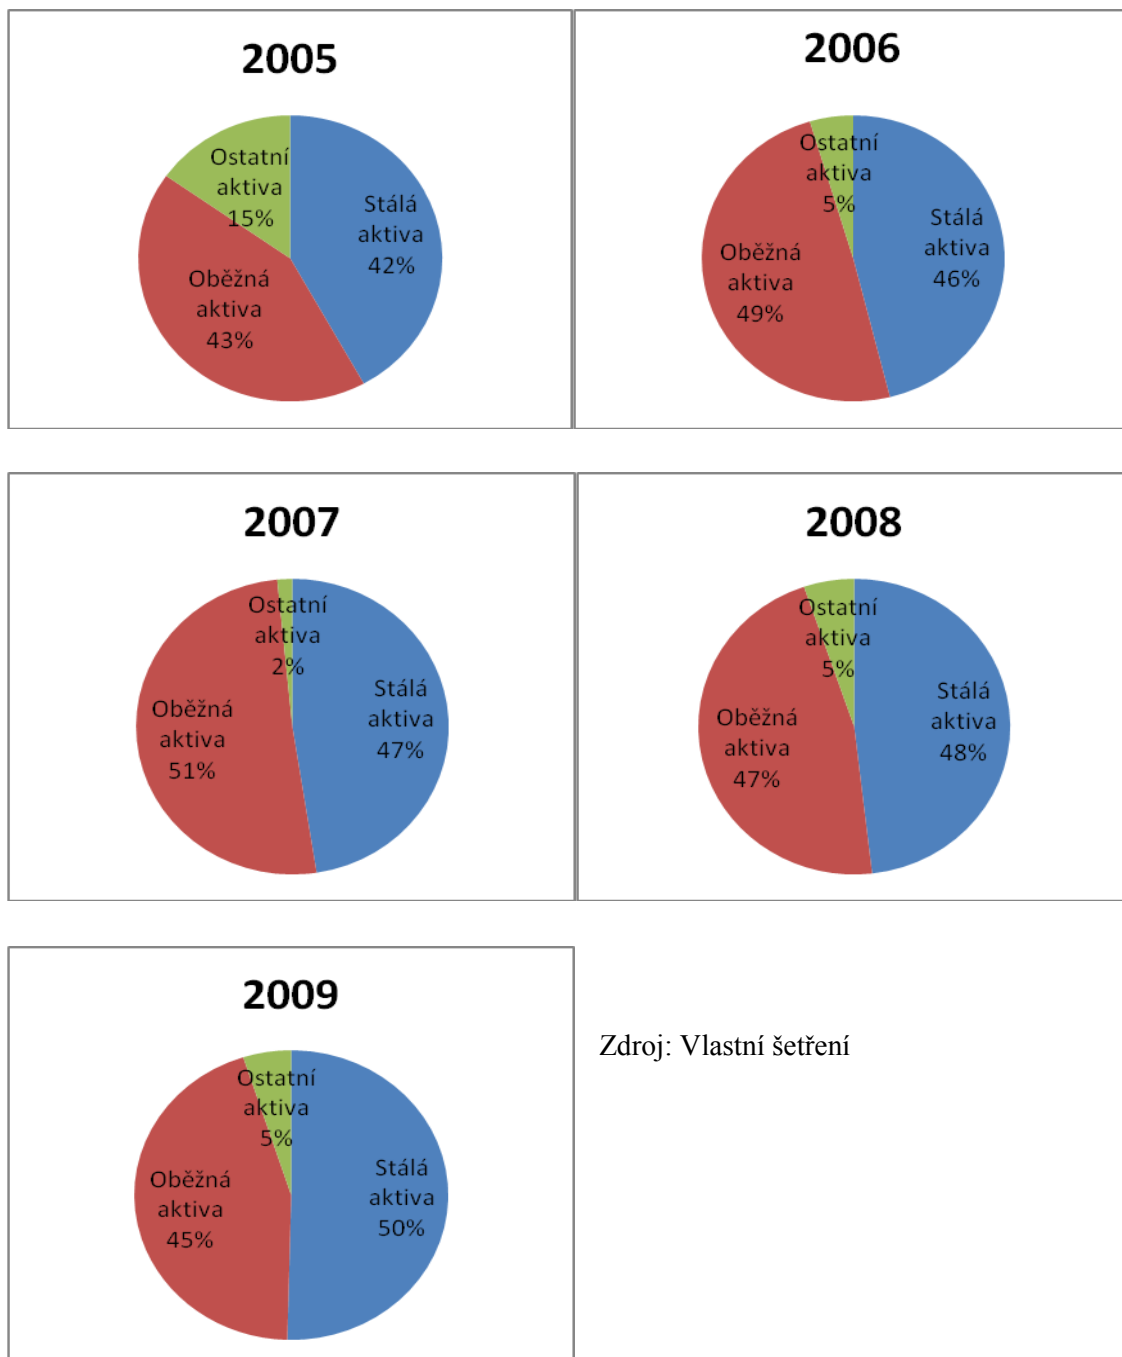 2005
Ostatní
aktiva
15%
Stálá
aktiva
42%
Oběžná
aktiva
43%
2006
Ostatní
aktiva
5%
Stálá
aktiva
46%
Oběžná
aktiva
49%
2007
Ostatní
aktiva
2%
Stálá
aktiva
47%
Oběžná
aktiva
51%
2008
Ostatní
aktiva
5%
Stálá
aktiva
48%
Oběžná
aktiva
47%
2009
Ostatní
aktiva
5%
Stálá
aktiva
50%
Oběžná
aktiva
45%
Zdroj: Vlastní šetření